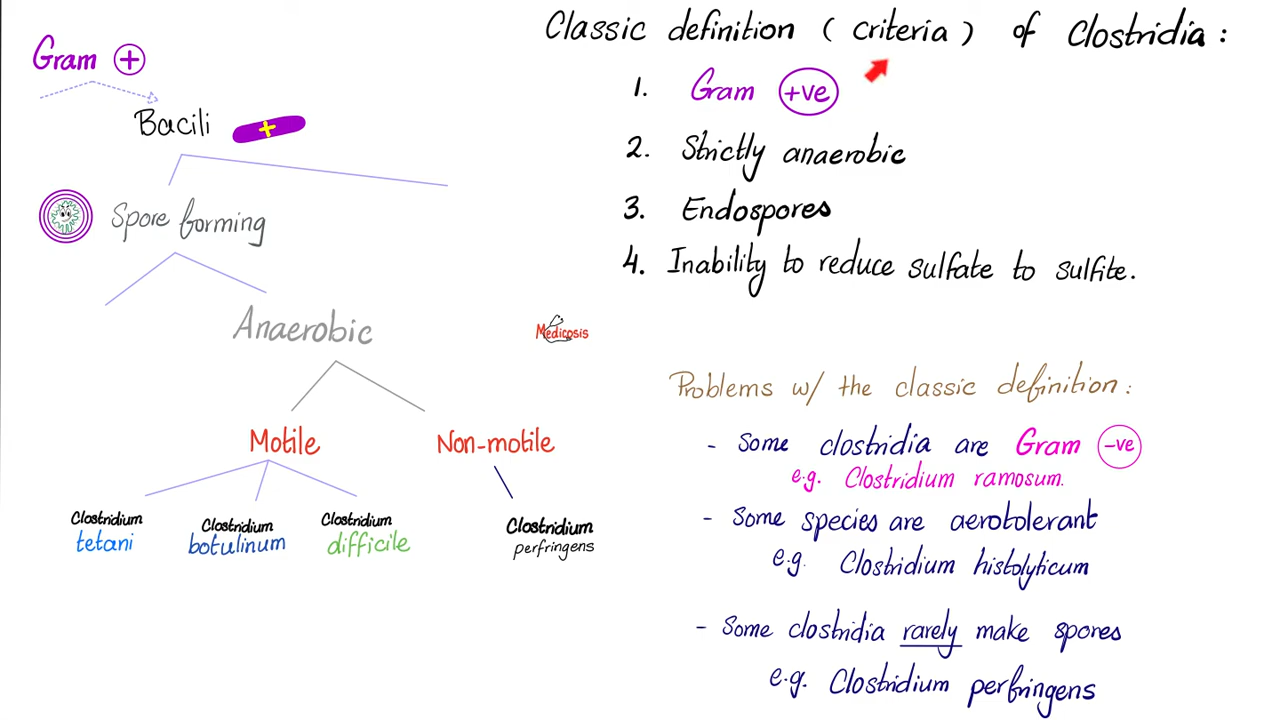 Gram +
Bacili +
Spore forming
Anaerobic
Medicosis
Motile
Non-motile
Clostridium
tetani
Clostridium
botulinum
Clostridium
difficile
Clostridium
perfringens
Classic definition (criteria) of Clostridia:
1. Gram +ve
2. Strictly anaerobic
3. Endospores
4. Inability to reduce sulfate to sulfite.
Problems w/ the classic definition:
- Some clostridia are Gram -ve
e.g. Clostridium ramosum.
- Some species are aerotolerant
e.g. Clostridium histolyticum
- Some clostridia rarely make spores
e.g. Clostridium perfringens